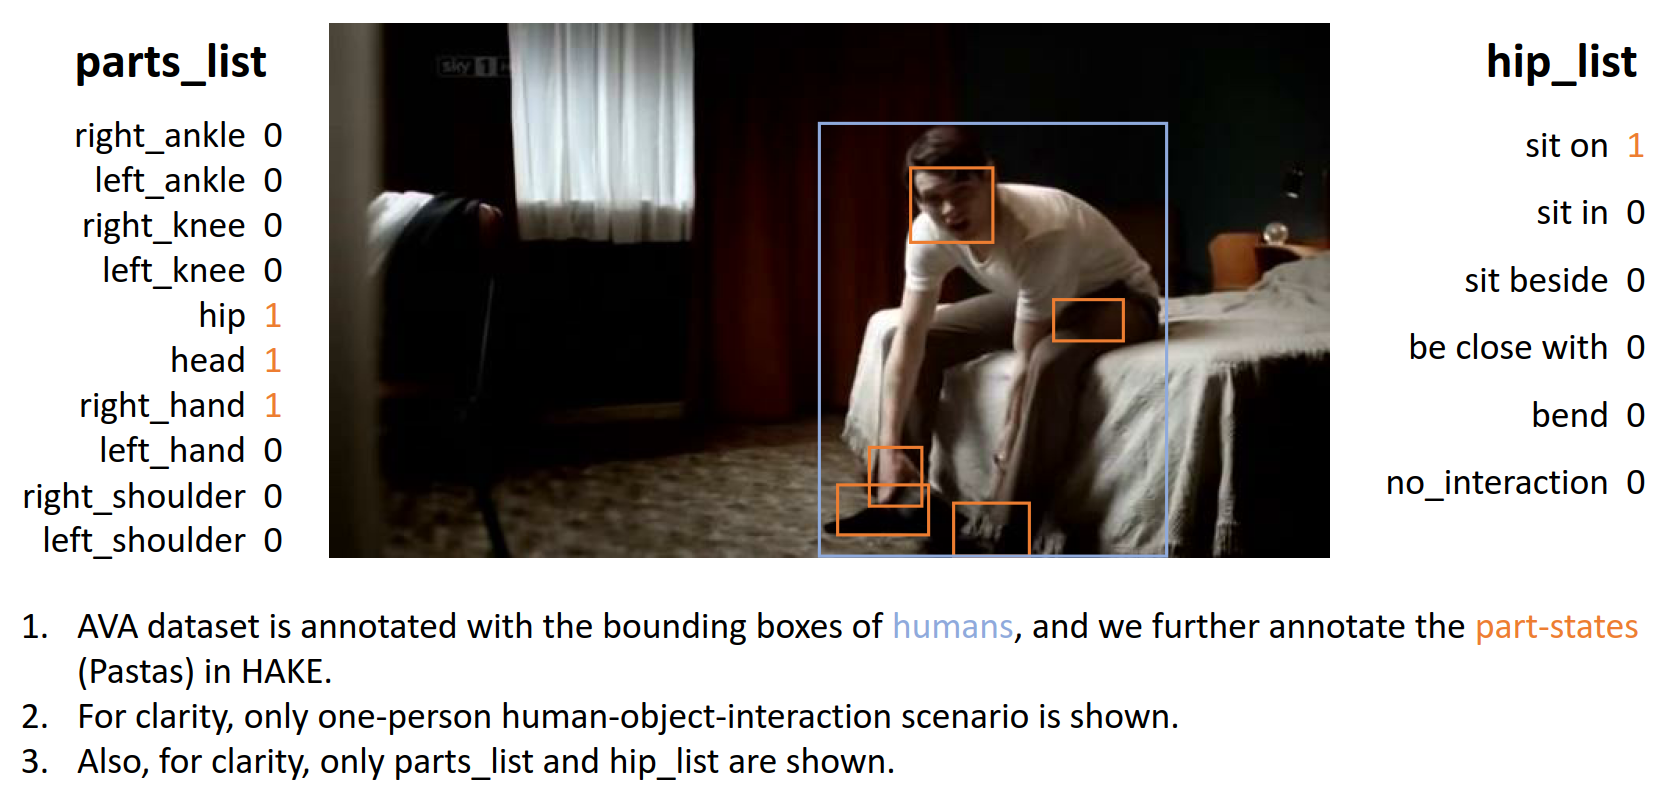 parts_list
right_ankle 0
left_ankle 0
right_knee 0
left_knee 0
hip 1
head 1
right_hand 1
left_hand 0
right_shoulder 0
left_shoulder 0
sky 1
hip_list
sit on 1
sit in 0
sit beside 0
be close with 0
bend 0
no_interaction 0
1. AVA dataset is annotated with the bounding boxes of humans, and we further annotate the part-states
(Pastas) in HAKE.
2. For clarity, only one-person human-object-interaction scenario is shown.
3. Also, for clarity, only parts_list and hip_list are shown.